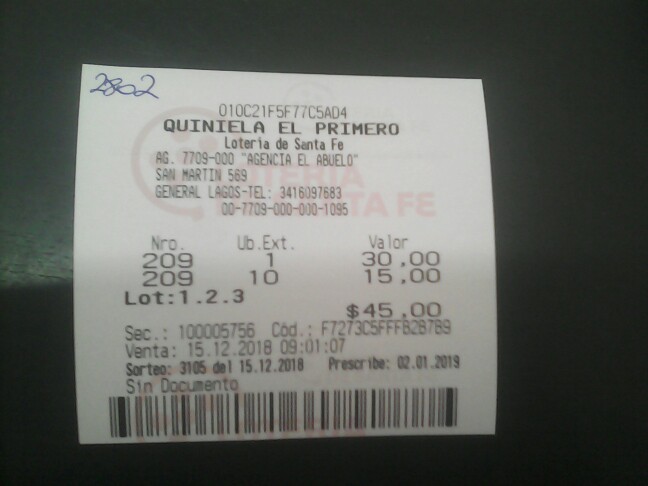 2802
010C21F5F77C5AD4
QUINIELA EL PRIMERO
Loteria de Santa Fe
AG. 7709-000 "AGENCIA EL ABUELO"
SAN MARTIN 569
GENERAL LAGOS-TEL: 3416097683
00-7709-000-000-1095
Nro. Ub.Ext. Valor
209 1 30,00
209 10 15,00
Lot:1.2.3
$45,00
Sec.: 100005756 Cód.: F7273C5FFFB2B7B9
Venta: 15.12.2018 09:01:07
Sorteo: 3105 del 15.12.2018 Prescribe: 02.01.2019
Sin Documento